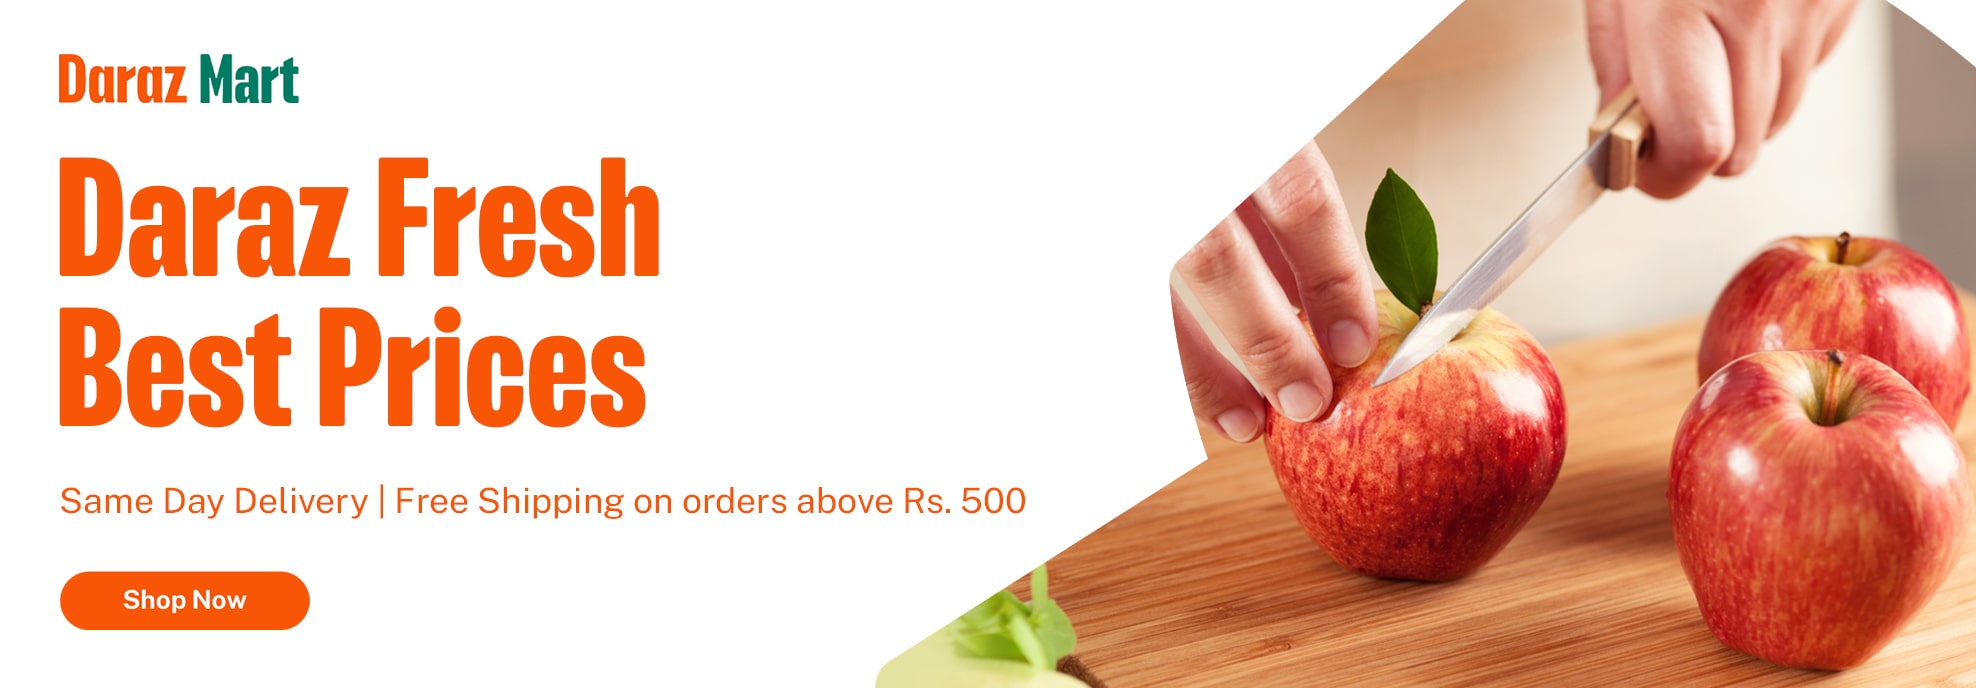 Daraz Mart
Daraz Fresh
Best Prices
Same Day Delivery | Free Shipping on orders above Rs. 500
Shop Now